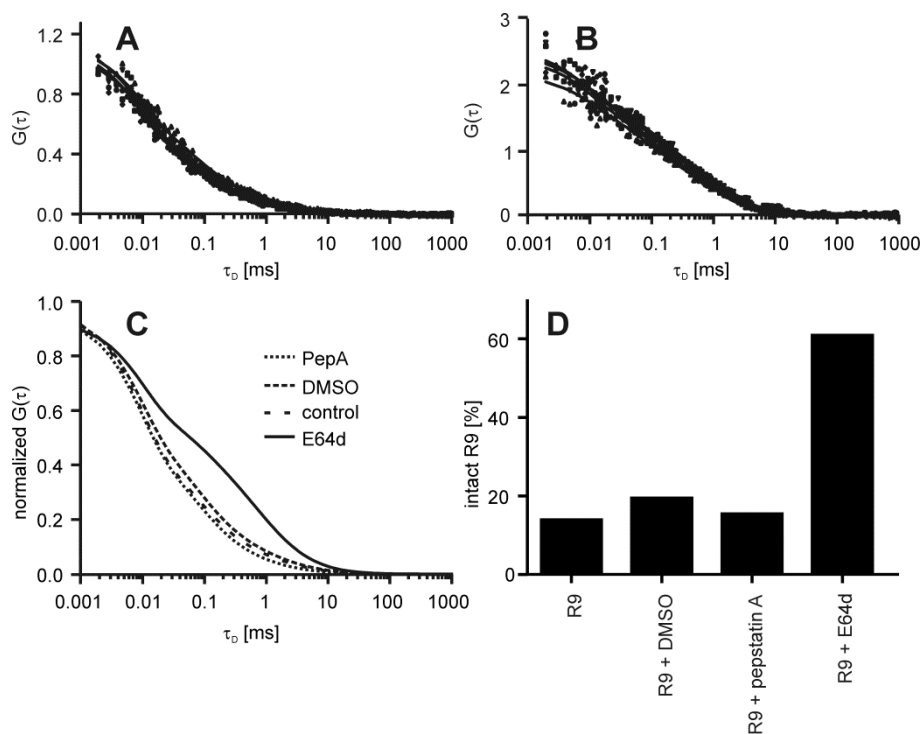 A
G(τ)
1.2
0.8
0.4
0.0
0.001 0.01 0.1 1 10 100 1000
τD [ms]
B
G(τ)
3
2
1
0
0.001 0.01 0.1 1 10 100 1000
τD [ms]
C
normalized G(τ)
1.0
0.8
0.6
0.4
0.2
0.0
0.001 0.01 0.1 1 10 100 1000
τD [ms]
PepA
DMSO
control
E64d
D
intact R9 [%]
60
40
20
0
R9
R9 + DMSO
R9 + pepstatin A
R9 + E64d